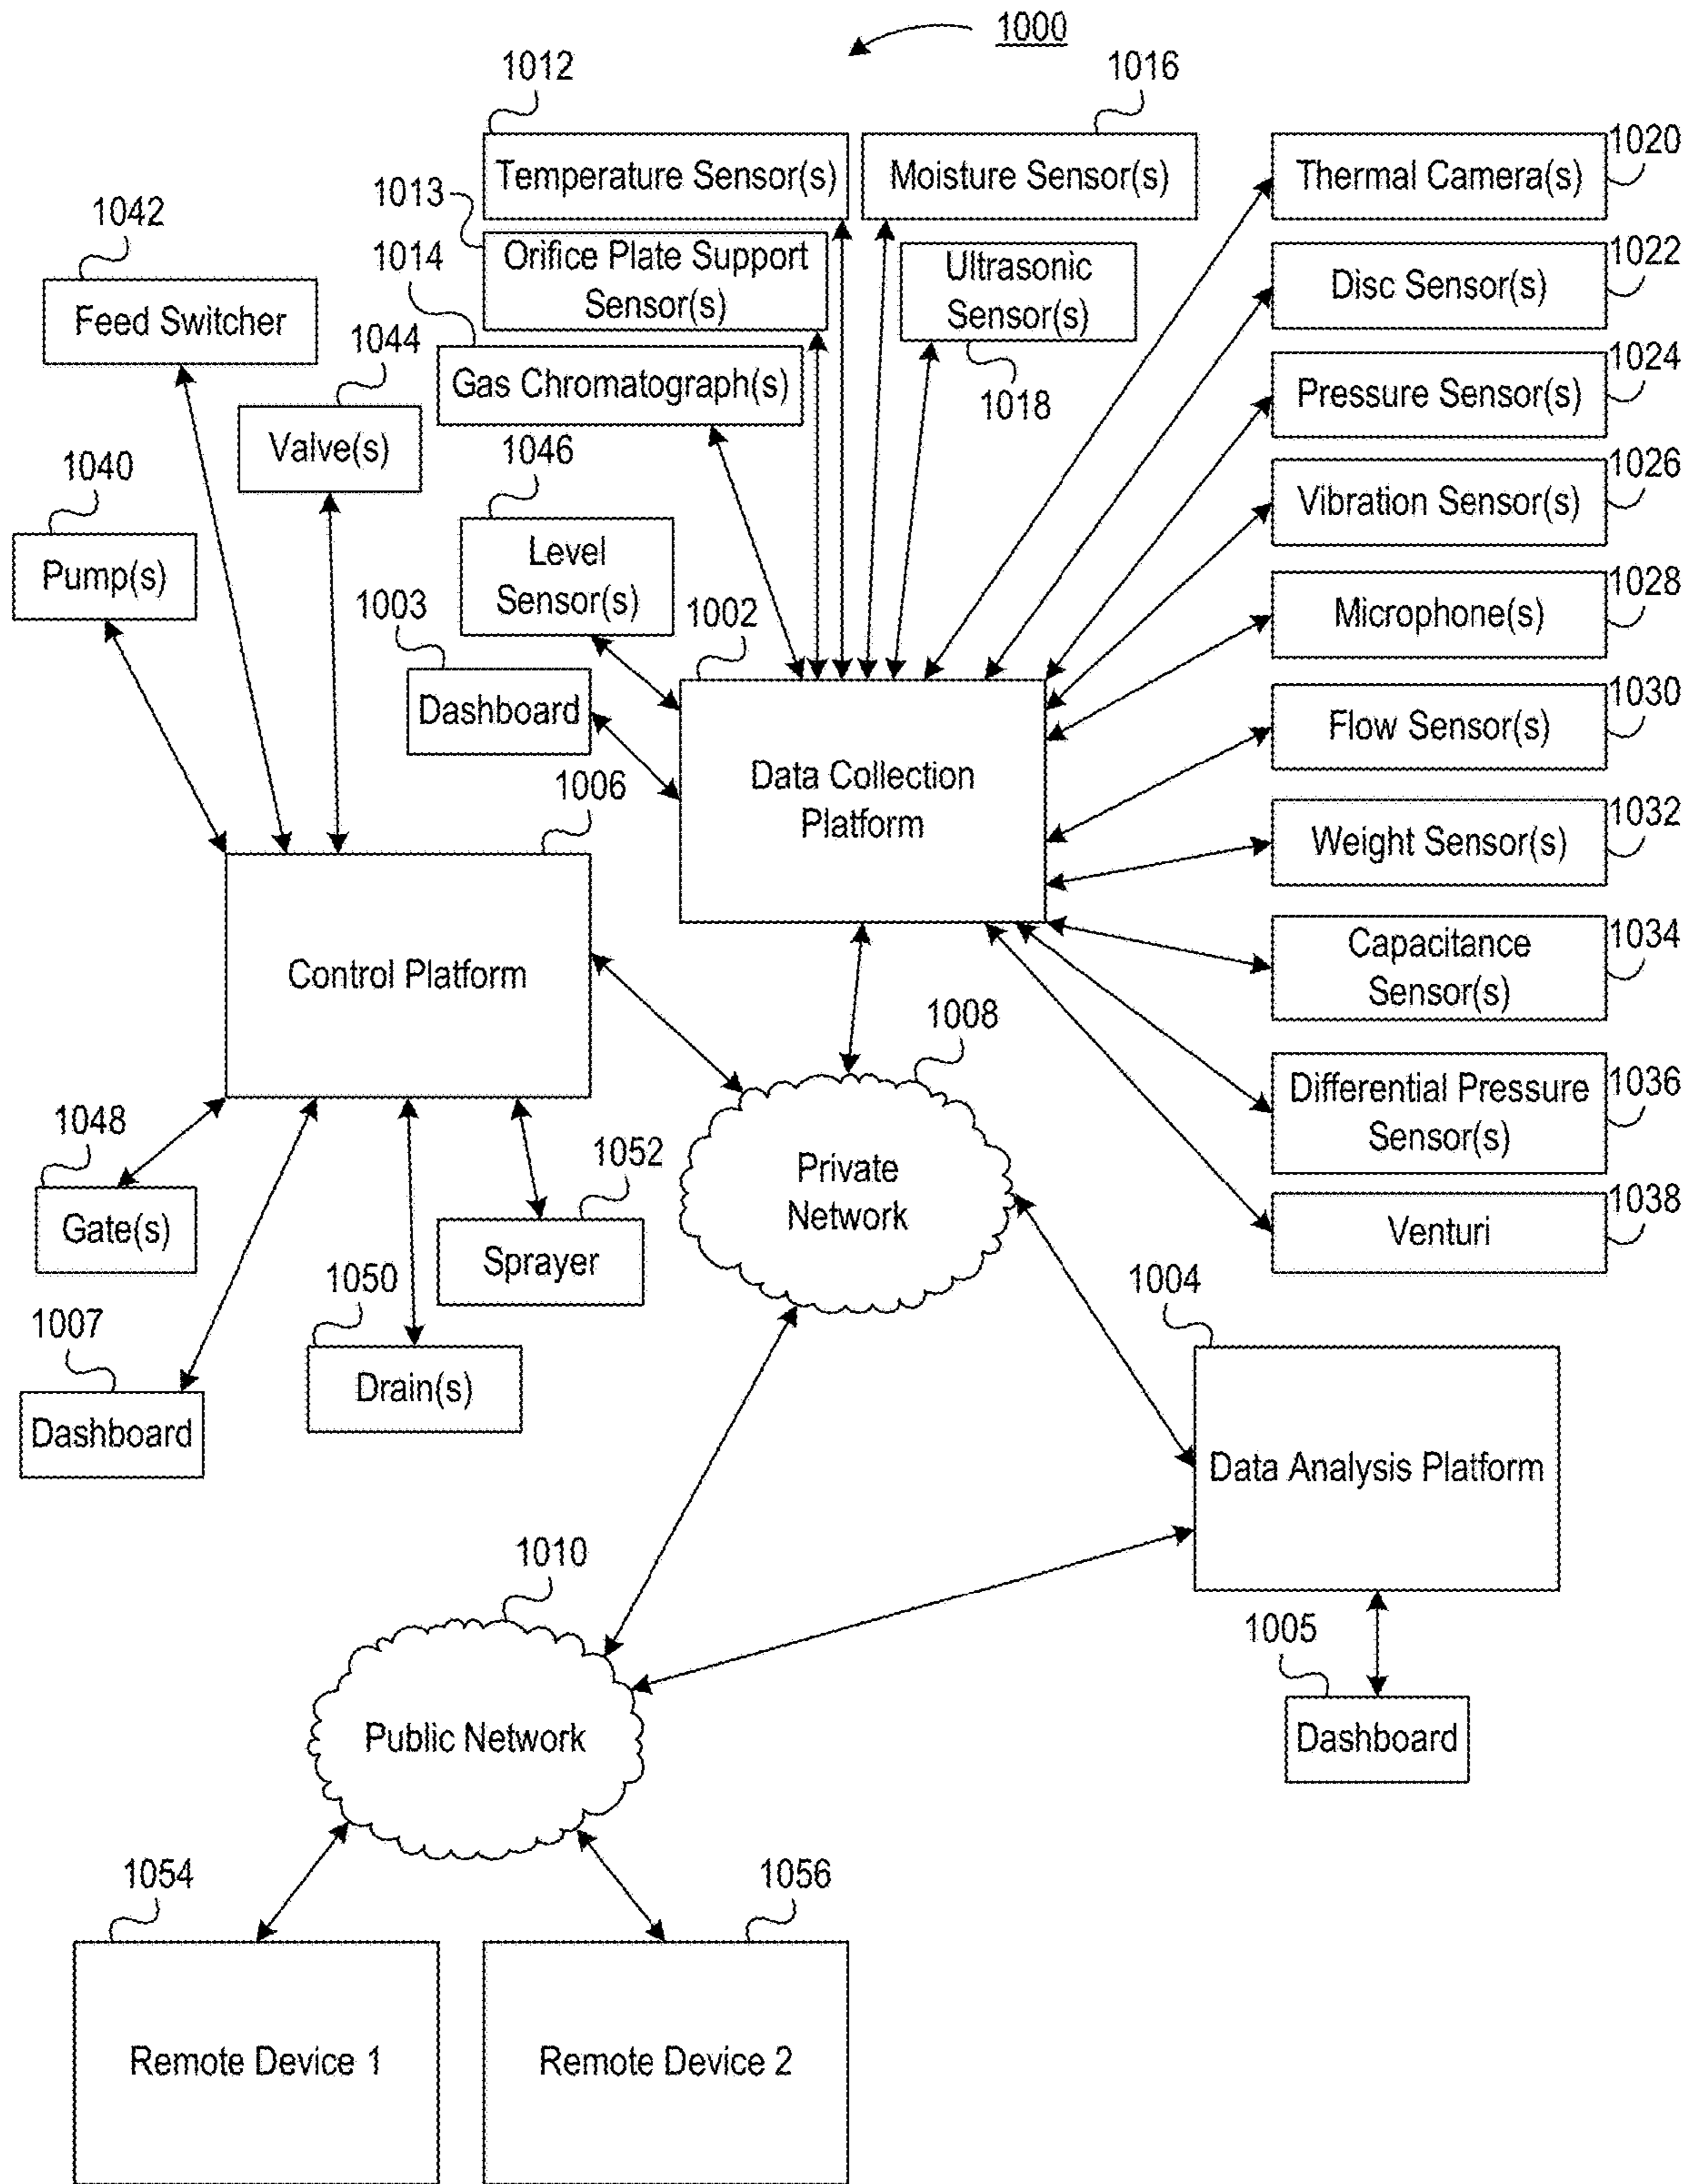 1000
1012
1016
Temperature Sensor(s)
Moisture Sensor(s)
Thermal Camera(s)
1020
1013
Orifice Plate Support
Sensor(s)
Ultrasonic
Sensor(s)
1018
Disc Sensor(s)
1022
1042
Feed Switcher
1014
Gas Chromatograph(s)
Pressure Sensor(s)
1024
1044
Valve(s)
1046
Level
Sensor(s)
Vibration Sensor(s)
1026
1040
Pump(s)
Microphone(s)
1028
1003
Dashboard
1002
Data Collection
Platform
Flow Sensor(s)
1030
1006
Control Platform
Weight Sensor(s)
1032
Capacitance
Sensor(s)
1034
1008
Private
Network
Differential Pressure
Sensor(s)
1036
1048
Gate(s)
1052
Sprayer
Venturi
1038
1050
Drain(s)
1007
Dashboard
1004
Data Analysis Platform
1010
Public Network
1005
Dashboard
1054
Remote Device 1
1056
Remote Device 2